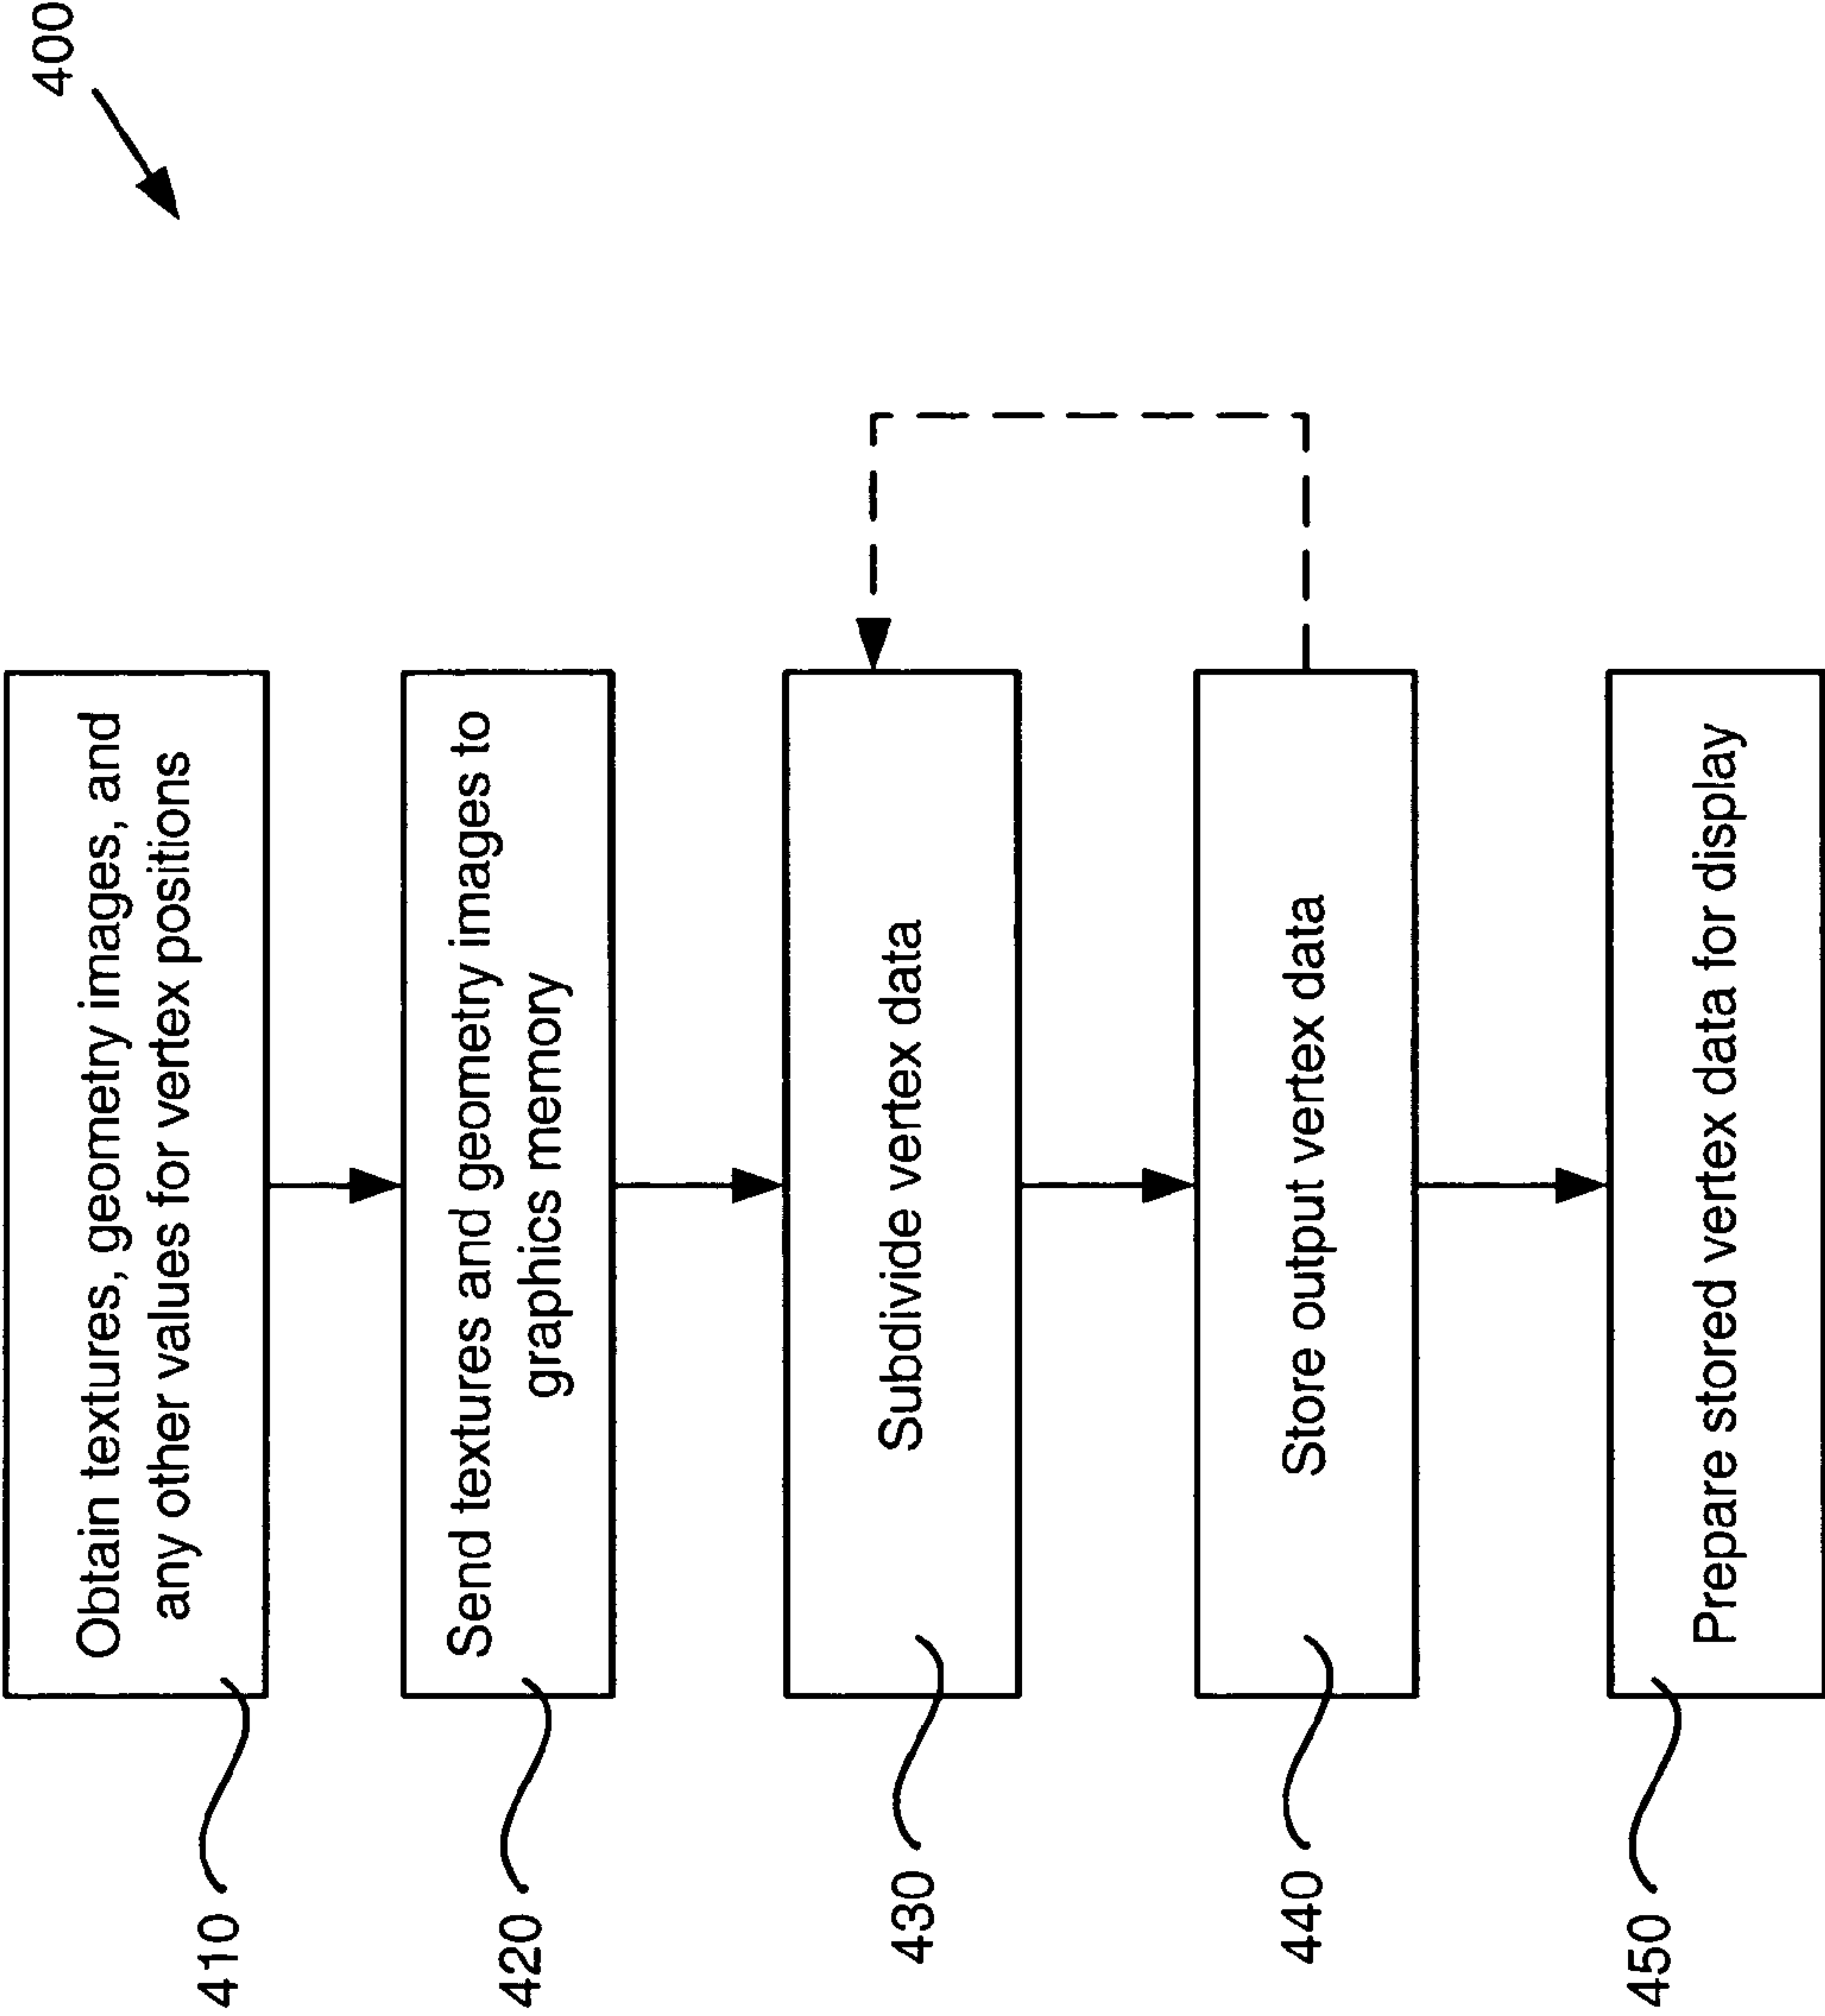 400
410
Obtain textures, geometry images, and
any other values for vertex positions
420
Send textures and geometry images to
graphics memory
430
Subdivide vertex data
440
Store output vertex data
450
Prepare stored vertex data for display